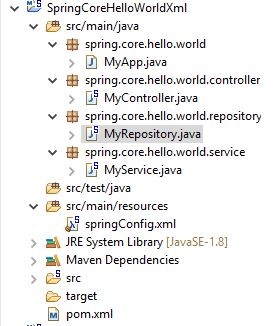 SpringCoreHelloWorldXml
src/main/java
spring.core.hello.world
MyApp.java
spring.core.hello.world.controller
MyController.java
spring.core.hello.world.repository
MyRepository.java
spring.core.hello.world.service
MyService.java
src/test/java
src/main/resources
springConfig.xml
JRE System Library [JavaSE-1.8]
Maven Dependencies
src
target
pom.xml